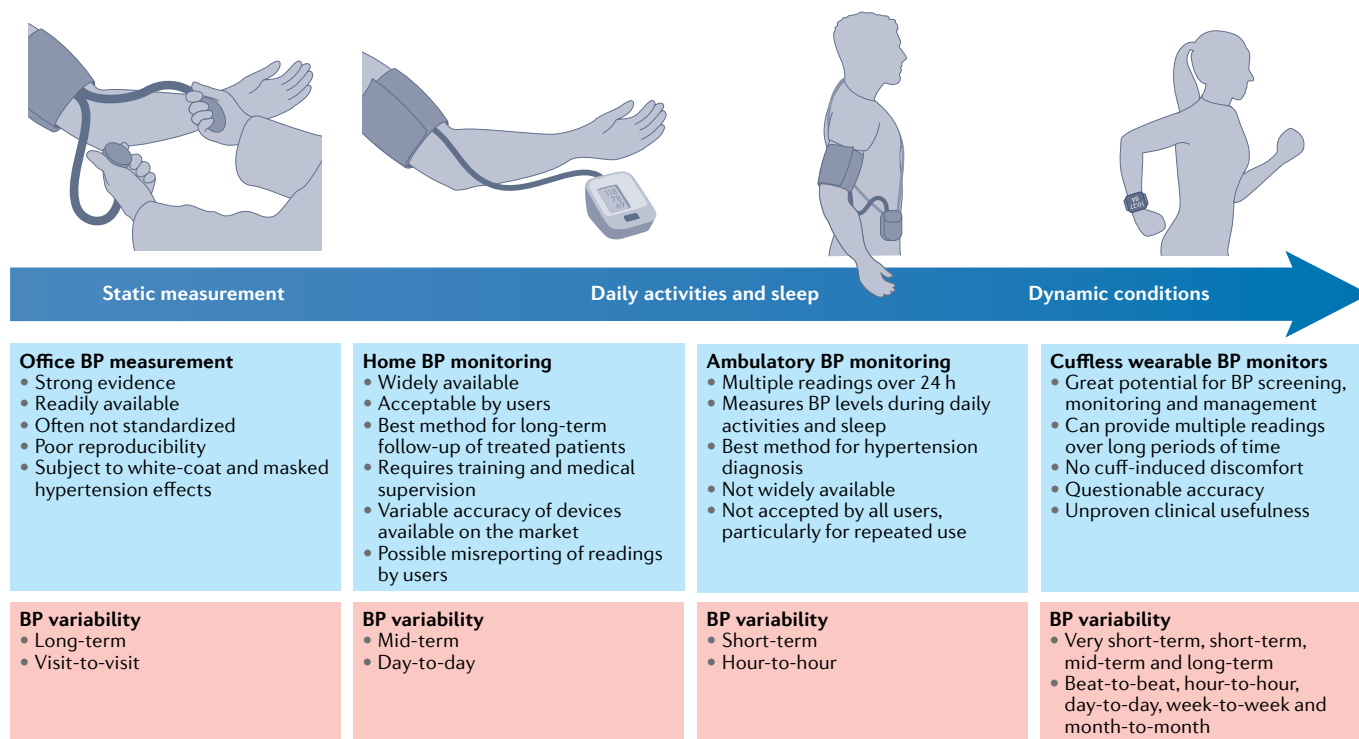 118
78
69
10:27
84
Static measurement
Daily activities and sleep
Dynamic conditions
Office BP measurement
• Strong evidence
• Readily available
• Often not standardized
• Poor reproducibility
• Subject to white-coat and masked
hypertension effects
Home BP monitoring
• Widely available
• Acceptable by users
• Best method for long-term
follow-up of treated patients
• Requires training and medical
supervision
• Variable accuracy of devices
available on the market
• Possible misreporting of readings
by users
Ambulatory BP monitoring
• Multiple readings over 24 h
• Measures BP levels during daily
activities and sleep
• Best method for hypertension
diagnosis
• Not widely available
• Not accepted by all users,
particularly for repeated use
Cuffless wearable BP monitors
• Great potential for BP screening,
monitoring and management
• Can provide multiple readings
over long periods of time
• No cuff-induced discomfort
• Questionable accuracy
• Unproven clinical usefulness
BP variability
• Long-term
• Visit-to-visit
BP variability
• Mid-term
• Day-to-day
BP variability
• Short-term
• Hour-to-hour
BP variability
• Very short-term, short-term,
mid-term and long-term
• Beat-to-beat, hour-to-hour,
day-to-day, week-to-week and
month-to-month